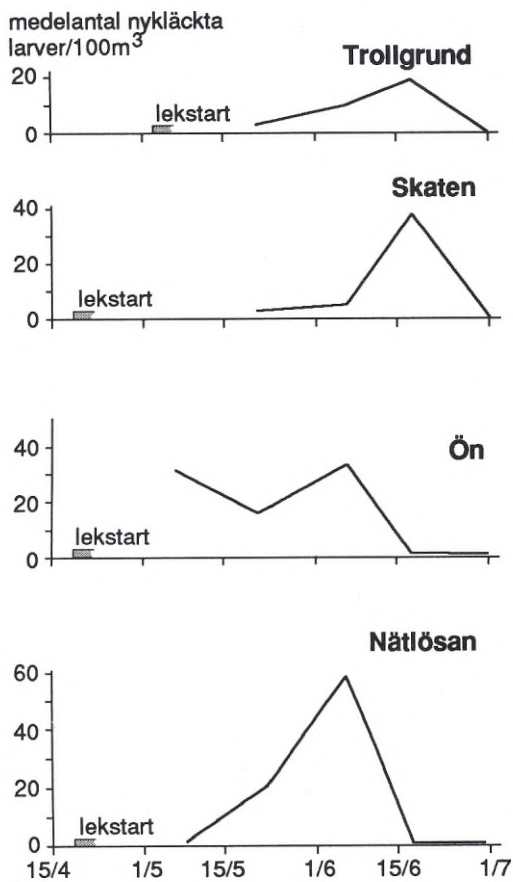 medelantal nykläckta
larver/100m³
Trollgrund
20
lekstart
0
Skaten
40
20
lekstart
0
Ön
40
20
lekstart
0
Nätlösan
60
40
20
lekstart
0
15/4 1/5 15/5 1/6 15/6 1/7